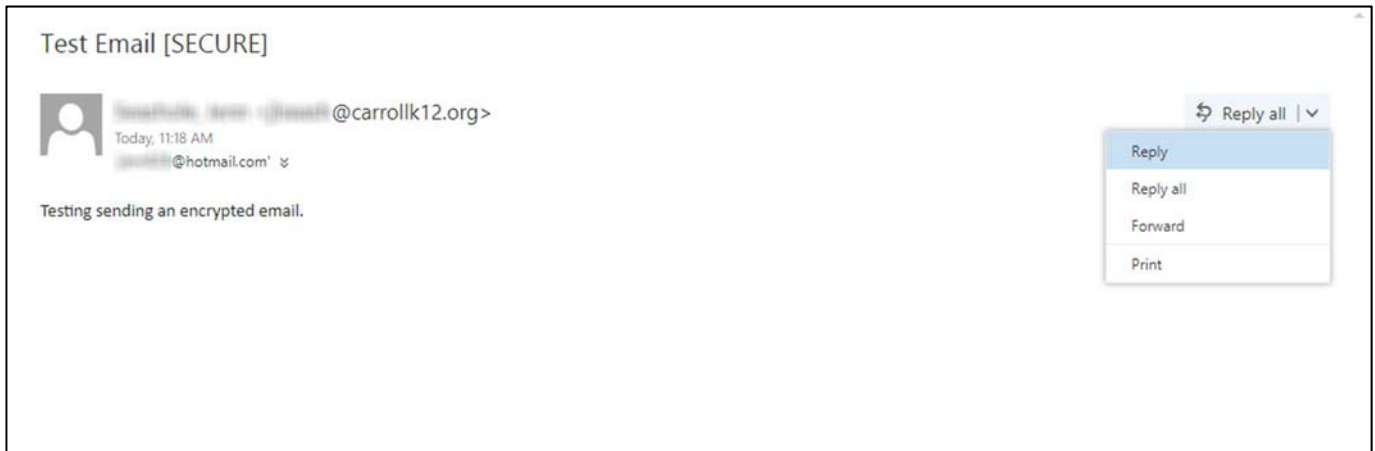 Test Email [SECURE]
@carrollk12.org>
Reply all
Today, 11:18 AM
@hotmail.com'
Reply
Reply all
Testing sending an encrypted email.
Forward
Print